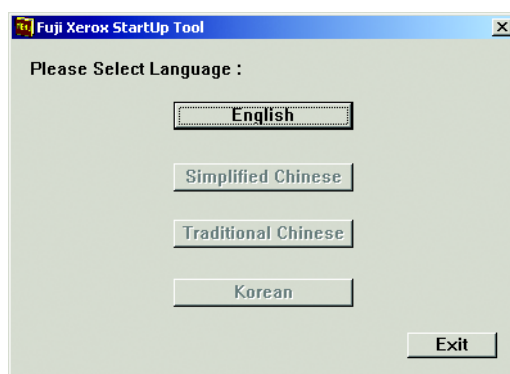 Fuji Xerox StartUp Tool
Please Select Language :
English
Simplified Chinese
Traditional Chinese
Korean
Exit